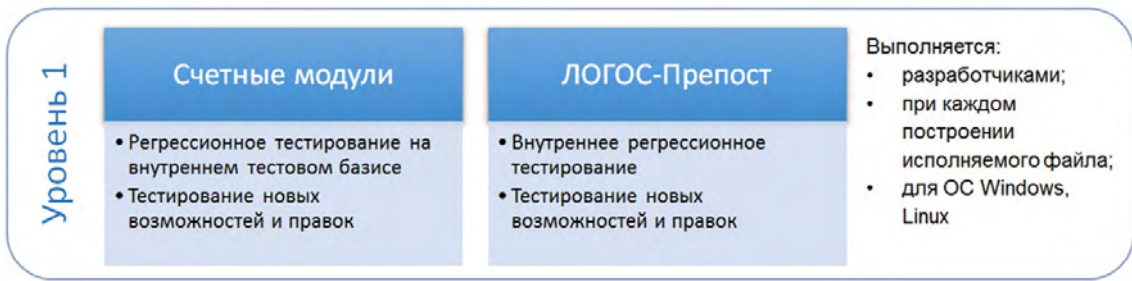 Уровень 1
Счетные модули
• Регрессионное тестирование на
внутреннем тестовом базисе
• Тестирование новых
возможностей и правок
ЛОГОС-Препост
• Внутреннее регрессионное
тестирование
• Тестирование новых
возможностей и правок
Выполняется:
• разработчиками;
• при каждом
построении
исполняемого файла;
• для ОС Windows,
Linux